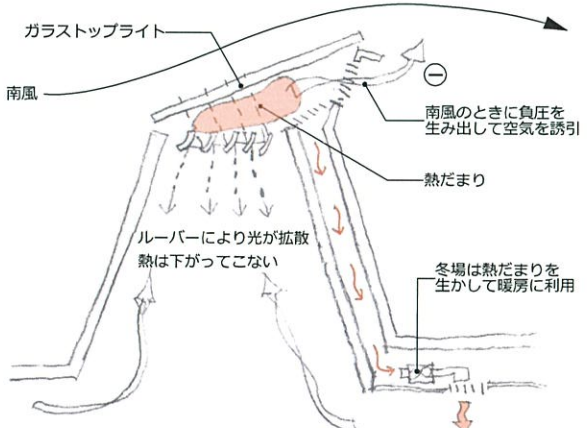 ガラストップライト
南風
南風のときに負圧を
生み出して空気を誘引
熱だまり
ルーバーにより光が拡散
熱は下がってこない
冬場は熱だまりを
生かして暖房に利用